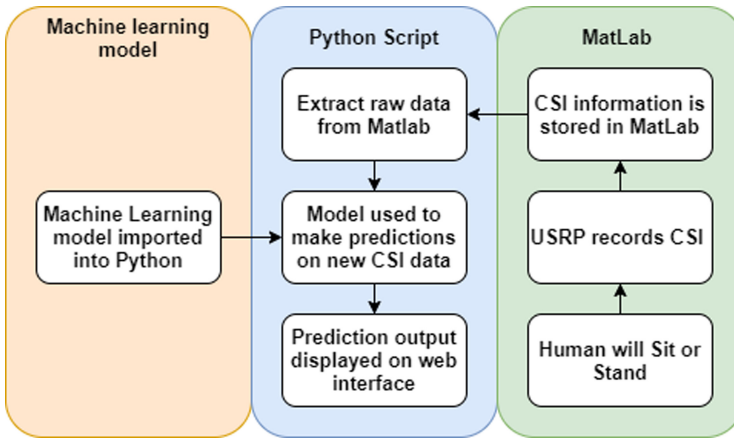 Machine learning
model
Machine Learning
model imported
into Python
Python Script
Extract raw data
from Matlab
Model used to
make predictions
on new CSI data
Prediction output
displayed on web
interface
MatLab
CSI information is
stored in MatLab
USRP records CSI
Human will Sit or
Stand